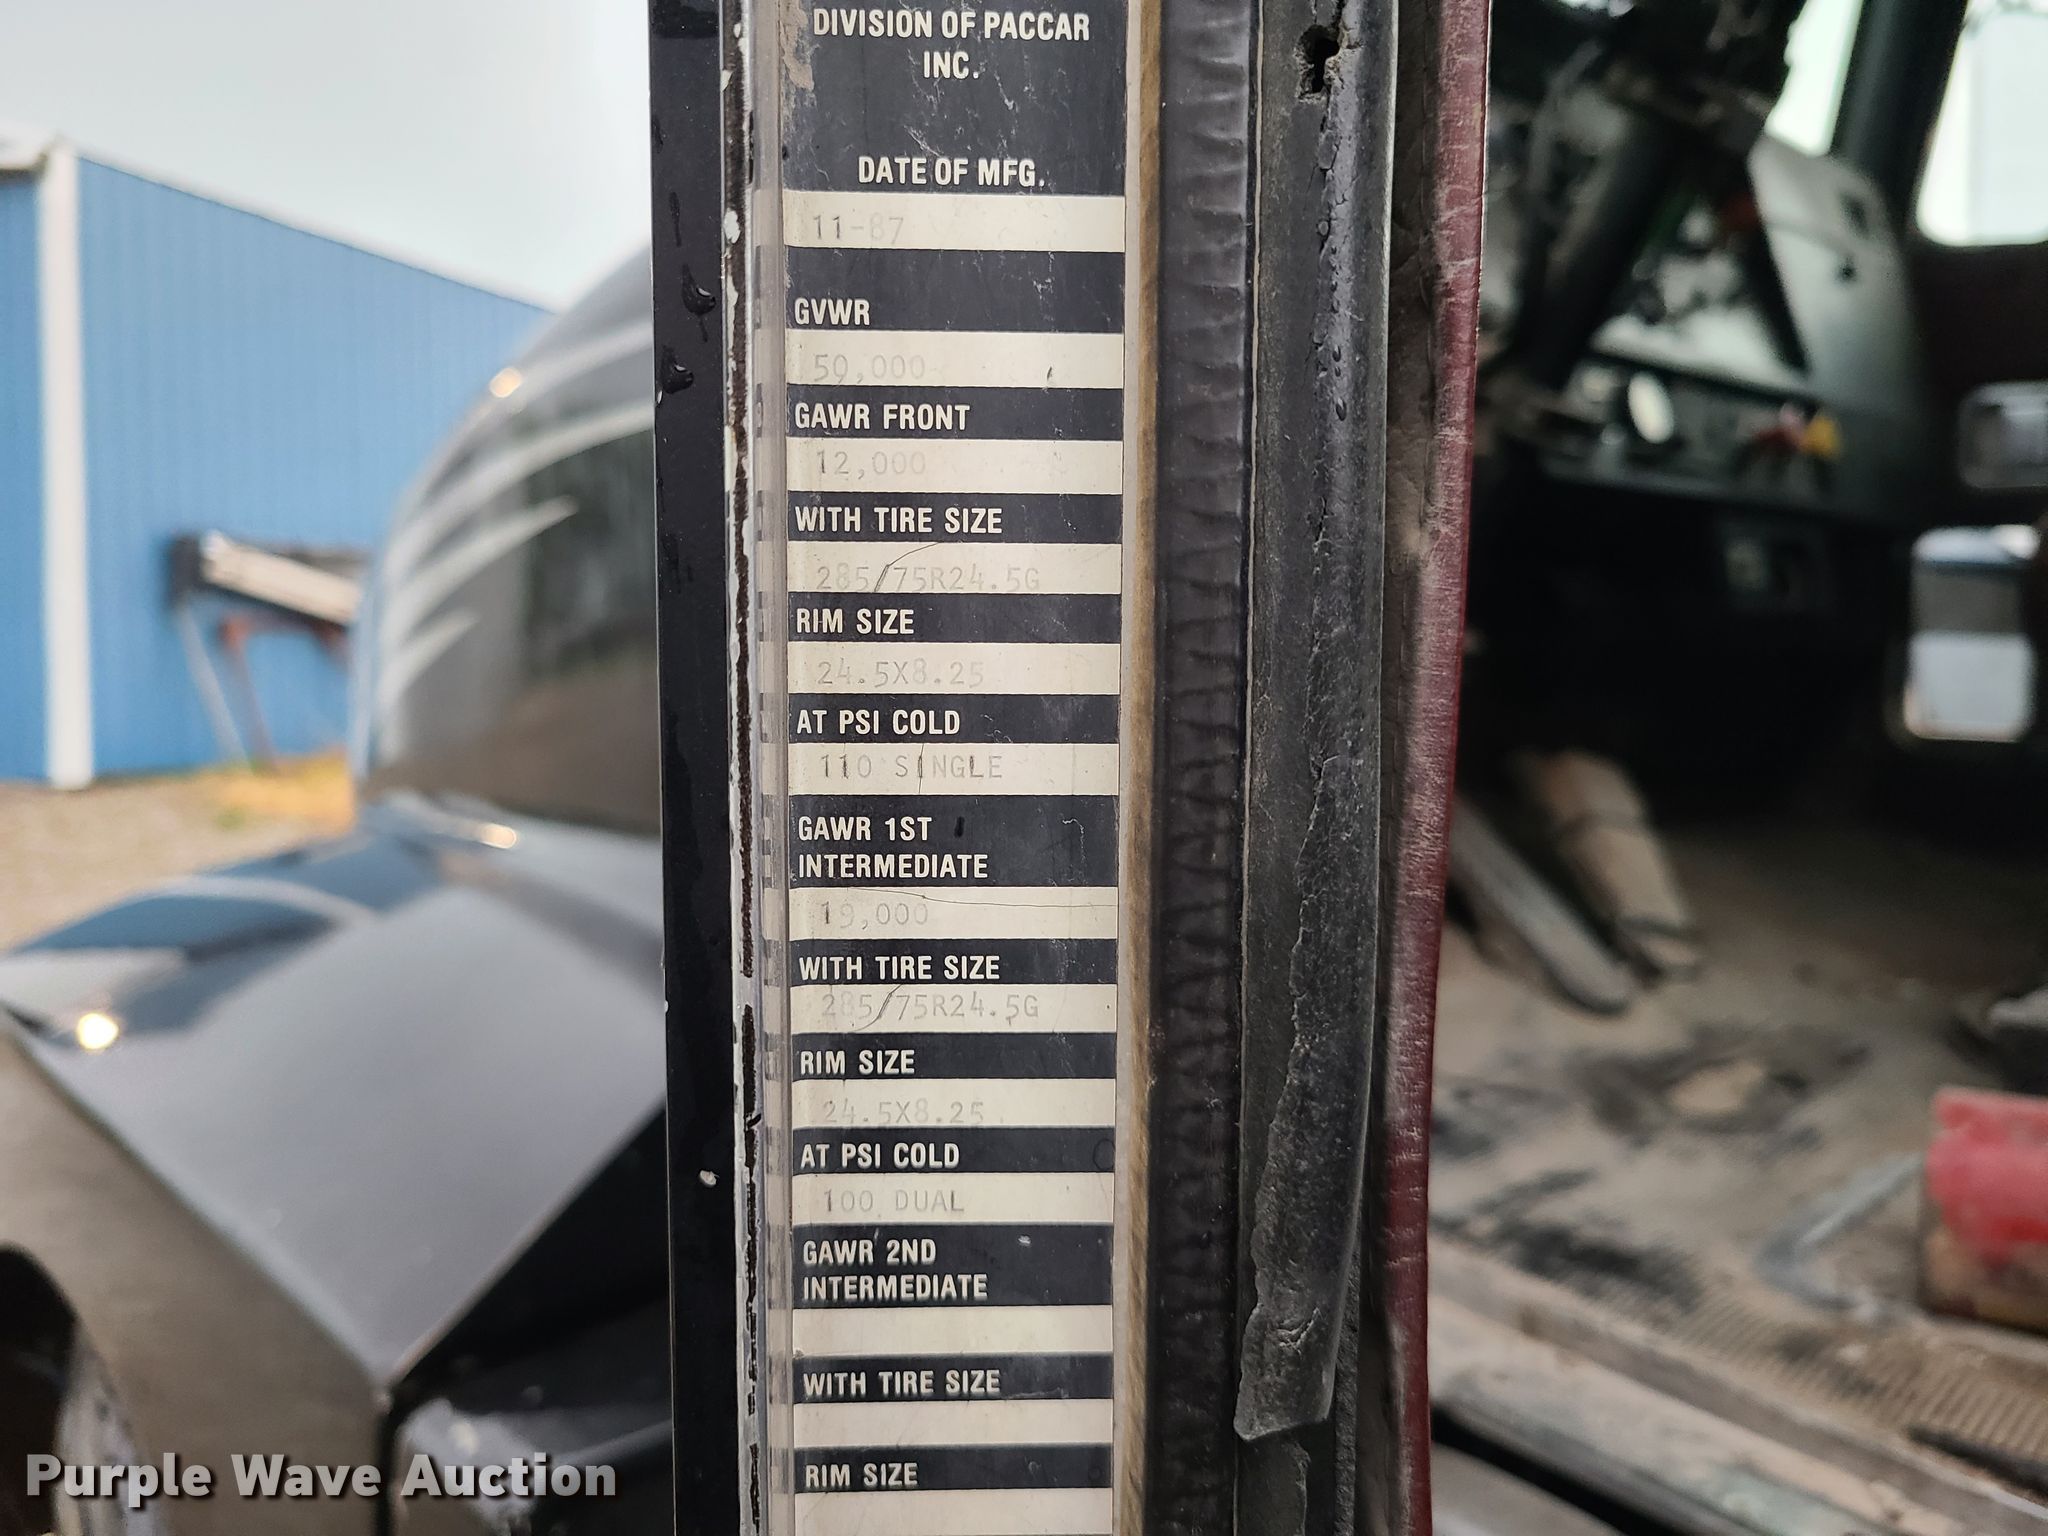 DIVISION OF PACCAR
INC.
DATE OF MFG.
11-87
GVWR
50,000
GAWR FRONT
12,000
WITH TIRE SIZE
285/75R24.5G
RIM SIZE
24.5X8.25
AT PSI COLD
110 SINGLE
GAWR 1ST
INTERMEDIATE
19,000
WITH TIRE SIZE
285/75R24.5G
RIM SIZE
24.5X8.25
AT PSI COLD
100 DUAL
GAWR 2ND
INTERMEDIATE
WITH TIRE SIZE
RIM SIZE
Purple Wave Auction